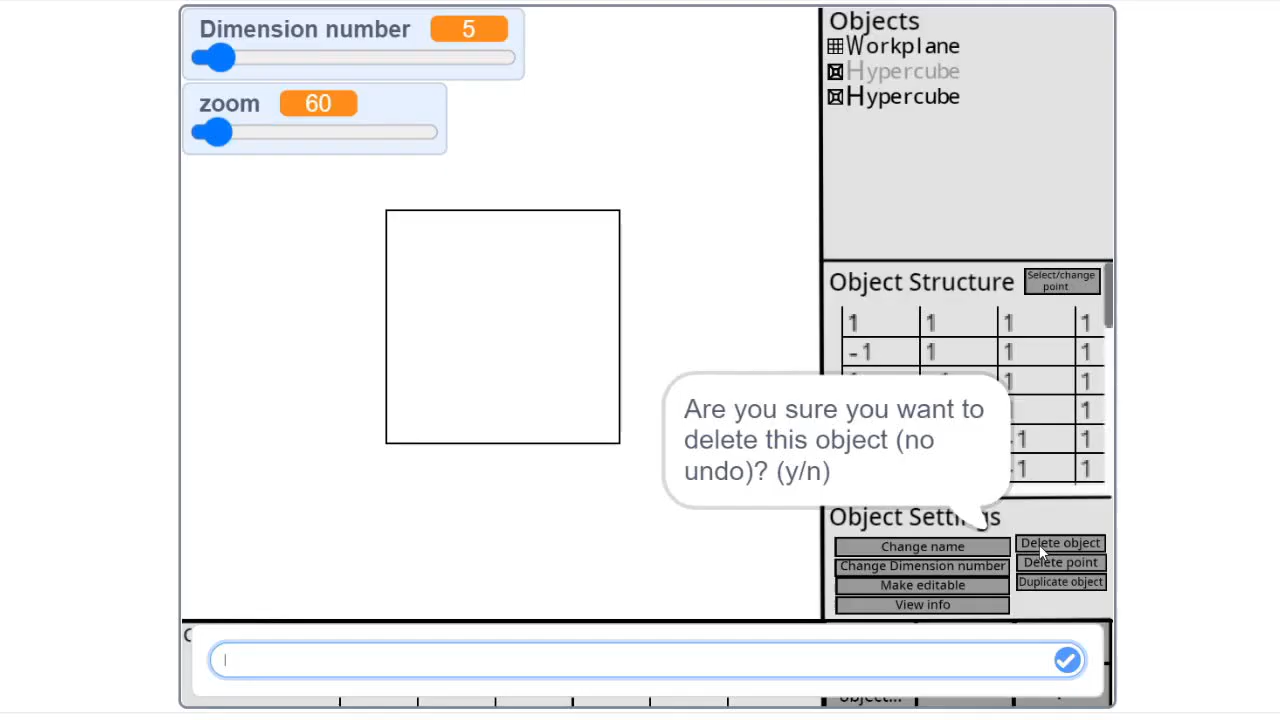 Dimension number 5
zoom 60
Objects
Workplane
Hypercube
Hypercube
Object Structure
Select/change
point
1 1 1 1
-1 1 1 1
1
1
-1 1
-1 1
Are you sure you want to
delete this object (no
undo)? (y/n)
Object Settings
Change name
Change Dimension number
Make editable
View info
Delete object
Delete point
Duplicate object
object...